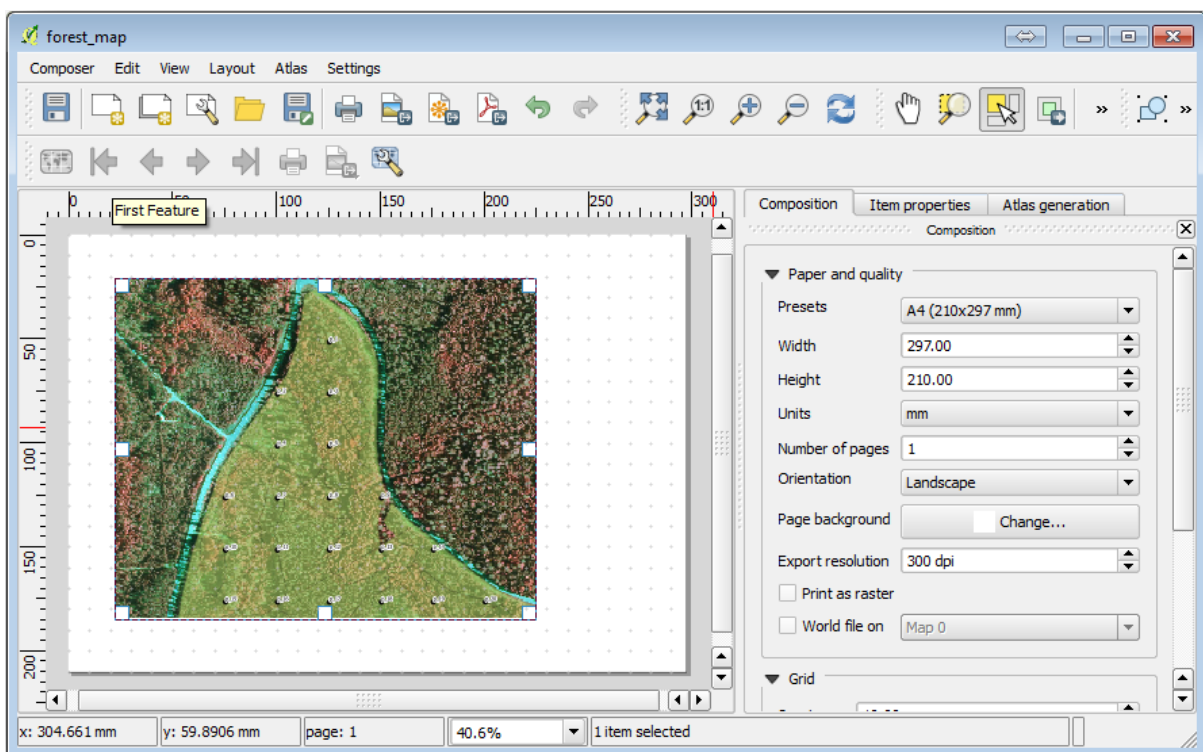 forest_map
Composer Edit View Layout Atlas Settings
1:1
» »
0 50 100 150 200 250 300
First Feature
0
50
100
150
200
Composition Item properties Atlas generation
Composition
Paper and quality
Presets A4 (210x297 mm)
Width 297.00
Height 210.00
Units mm
Number of pages 1
Orientation Landscape
Page background Change...
Export resolution 300 dpi
Print as raster
World file on Map 0
Grid
x: 304.661 mm y: 59.8906 mm page: 1 40.6% 1 item selected